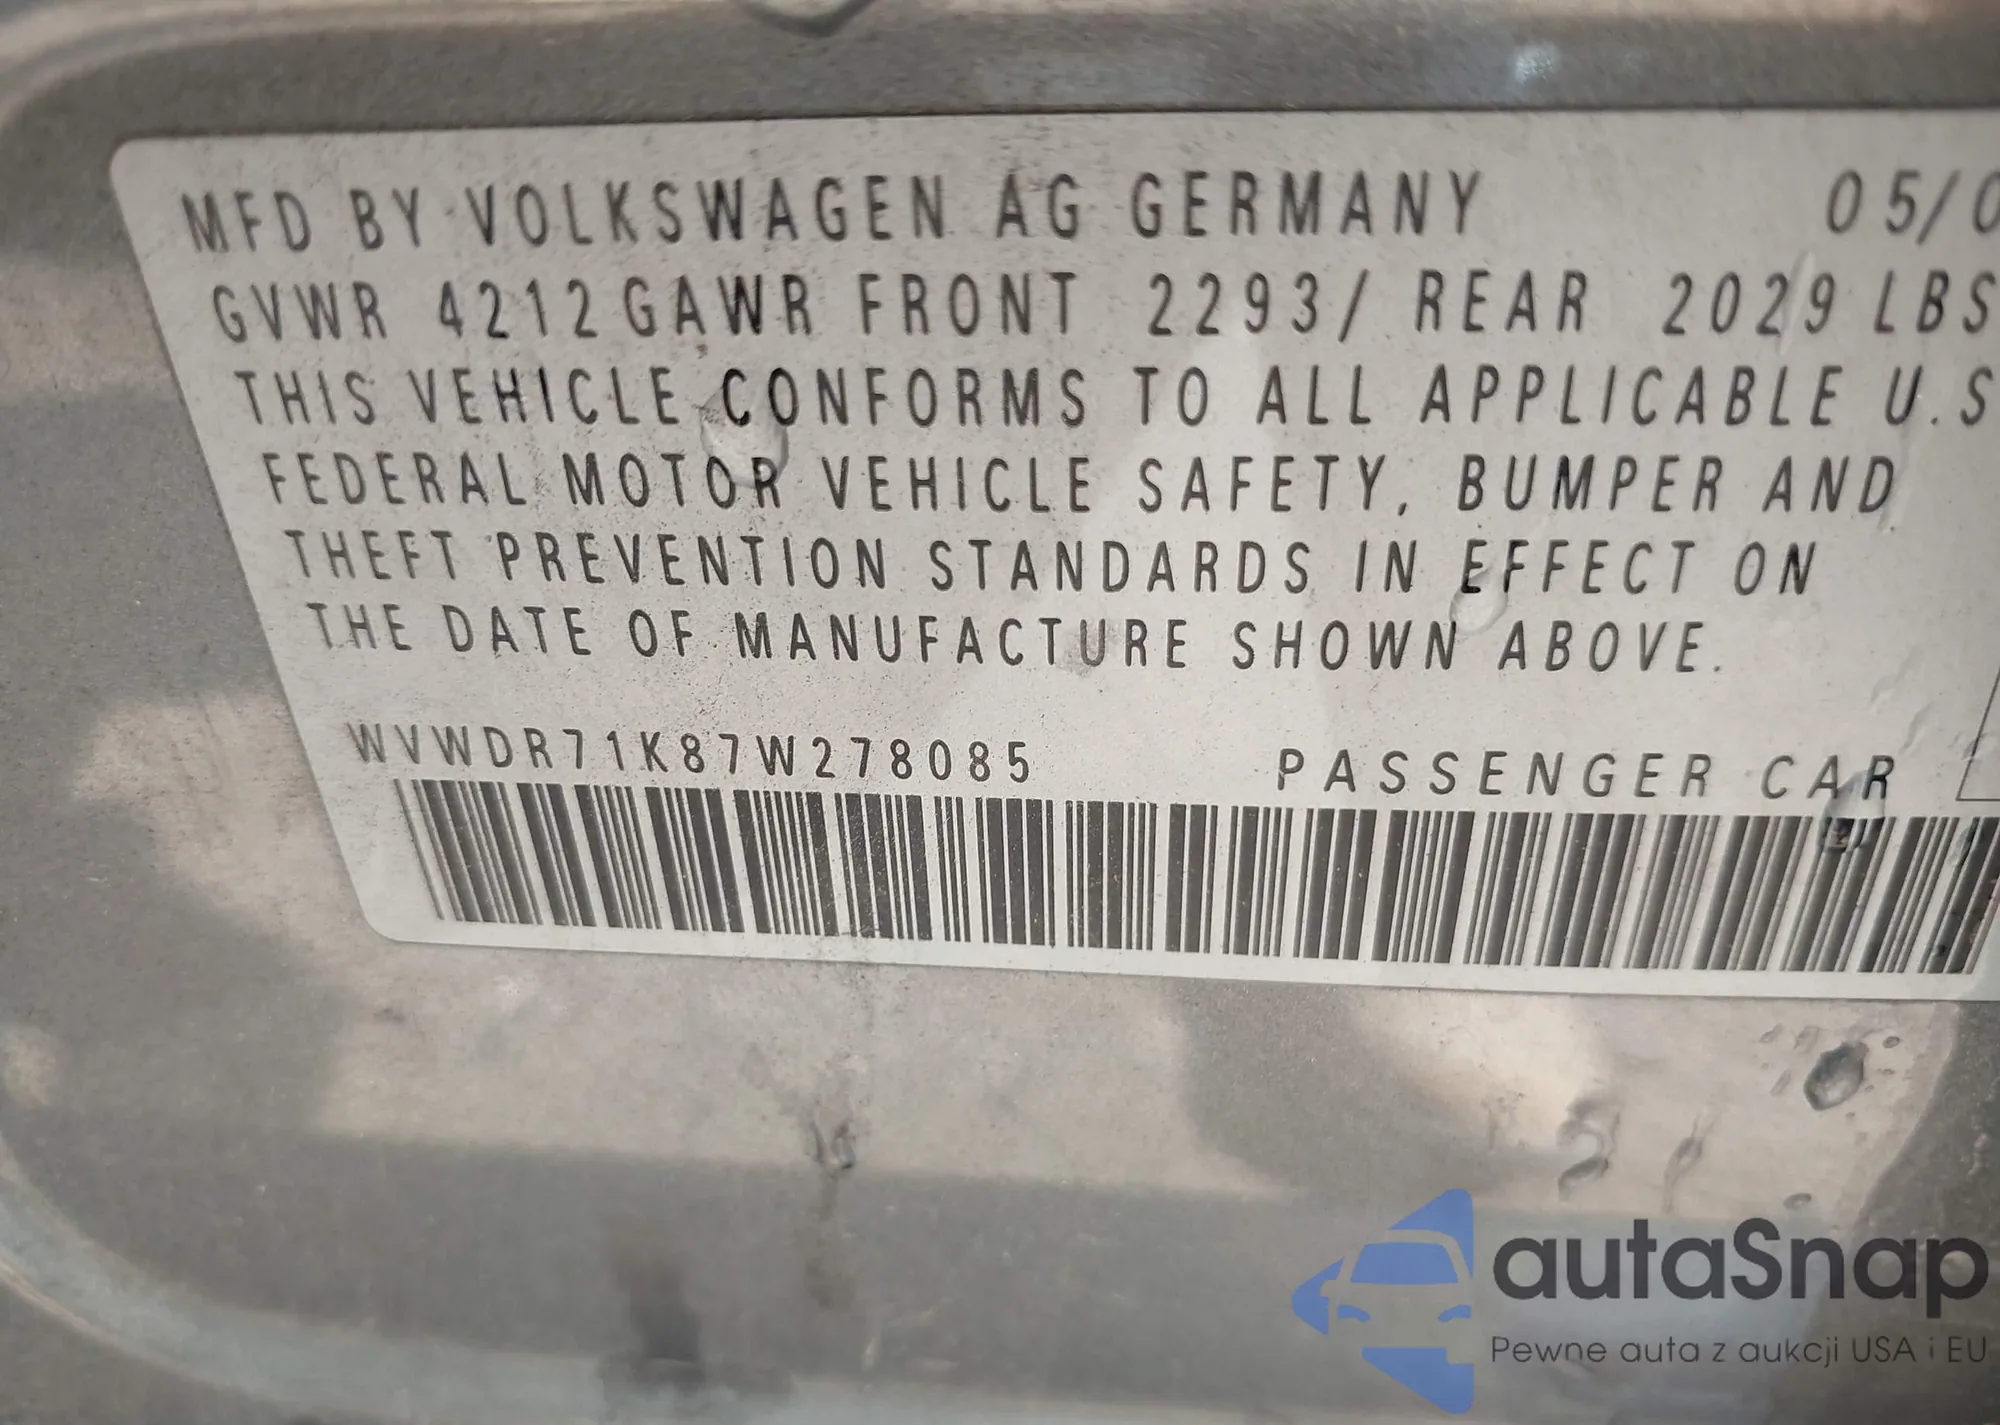 MFD BY VOLKSWAGEN AG GERMANY 05/0
GVWR 4212 GAWR FRONT 2293/ REAR 2029 LBS
THIS VEHICLE CONFORMS TO ALL APPLICABLE U.S
FEDERAL MOTOR VEHICLE SAFETY, BUMPER AND
THEFT PREVENTION STANDARDS IN EFFECT ON
THE DATE OF MANUFACTURE SHOWN ABOVE.
WVWDR71K87W278085 PASSENGER CAR
autaSnap
Pewne auta z aukcji USA i EU